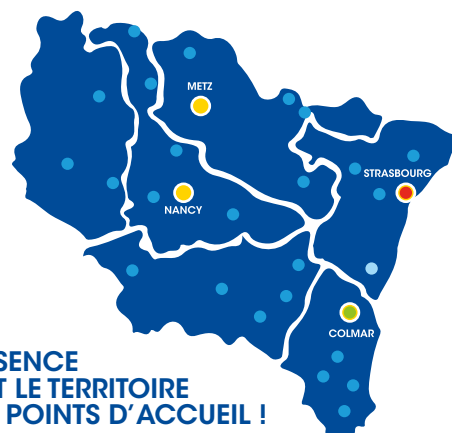 METZ
STRASBOURG
NANCY
COLMAR
SENCE
T LE TERRITOIRE
POINTS D'ACCUEIL !